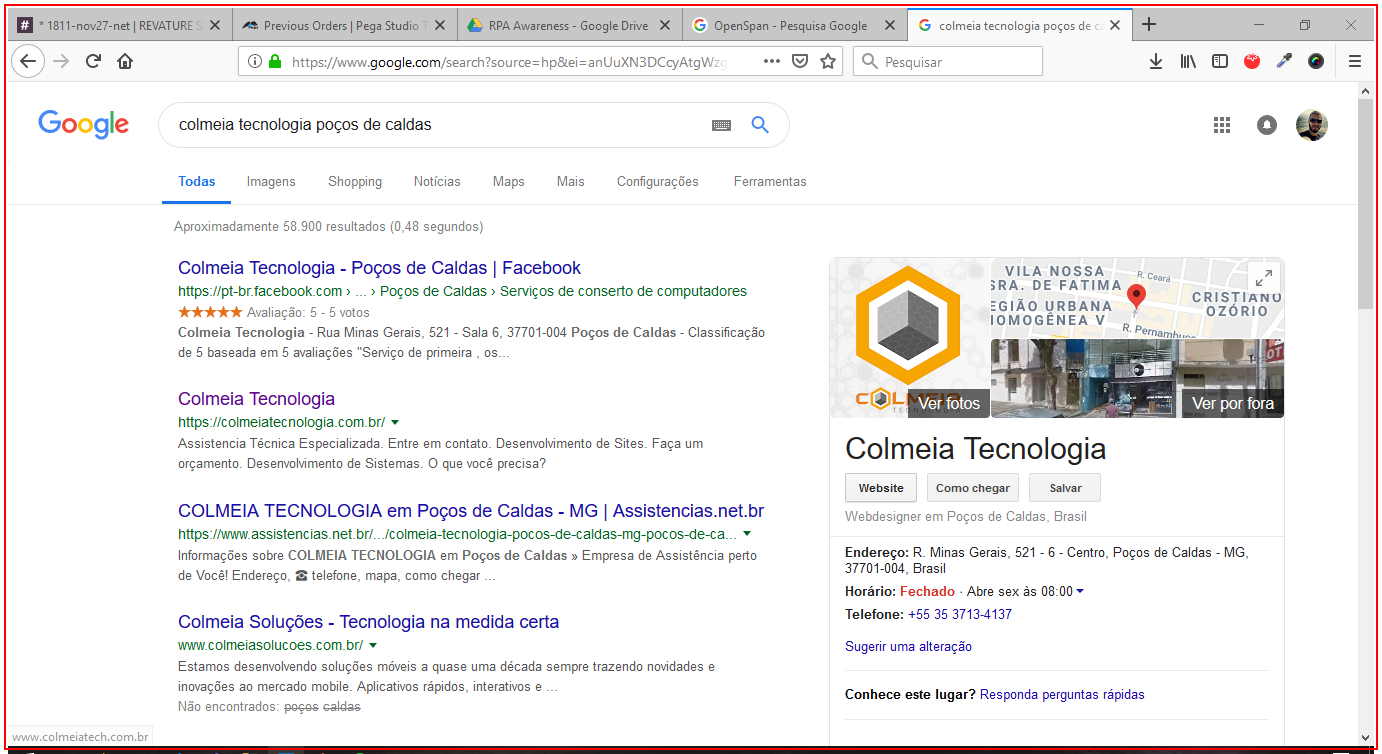 * 1811-nov27-net | REVATURE S
Previous Orders | Pega Studio T
RPA Awareness - Google Drive
OpenSpan - Pesquisa Google
colmeia tecnologia poços de ca
https://www.google.com/search?source=hp&ei=anUuXN3DCcyAtgWzg
Pesquisar
Google
colmeia tecnologia poços de caldas
Todas Imagens Shopping Notícias Maps Mais Configurações Ferramentas
Aproximadamente 58.900 resultados (0,48 segundos)
Colmeia Tecnologia - Poços de Caldas | Facebook
https://pt-br.facebook.com › ... › Poços de Caldas › Serviços de conserto de computadores
★★★★★ Avaliação: 5 - 5 votos
Colmeia Tecnologia - Rua Minas Gerais, 521 - Sala 6, 37701-004 Poços de Caldas - Classificação
de 5 baseada em 5 avaliações "Serviço de primeira , os...
Colmeia Tecnologia
https://colmeiatecnologia.com.br/
Assistencia Técnica Especializada. Entre em contato. Desenvolvimento de Sites. Faça um
orçamento. Desenvolvimento de Sistemas. O que você precisa?
COLMEIA TECNOLOGIA em Poços de Caldas - MG | Assistencias.net.br
https://www.assistencias.net.br/.../colmeia-tecnologia-pocos-de-caldas-mg-pocos-de-ca...
Informações sobre COLMEIA TECNOLOGIA em Poços de Caldas » Empresa de Assistência perto
de Você! Endereço, ☎ telefone, mapa, como chegar ...
Colmeia Soluções - Tecnologia na medida certa
www.colmeiasolucoes.com.br/
Estamos desenvolvendo soluções móveis a quase uma década sempre trazendo novidades e
inovações ao mercado mobile. Aplicativos rápidos, interativos e ...
Não encontrados: poços caldas
www.colmeiatech.com.br
VILA NOSSA
SRA. DE FATIMA
R. Ceará
EGIÃO URBANA
HOMOGÊNEA V
CRISTIANO
OZÓRIO
R. Pernambuco
COLMEIA
Ver fotos
Ver por fora
Colmeia Tecnologia
Website Como chegar Salvar
Webdesigner em Poços de Caldas, Brasil
Endereço: R. Minas Gerais, 521 - 6 - Centro, Poços de Caldas - MG,
37701-004, Brasil
Horário: Fechado · Abre sex às 08:00
Telefone: +55 35 3713-4137
Sugerir uma alteração
Conhece este lugar? Responda perguntas rápidas